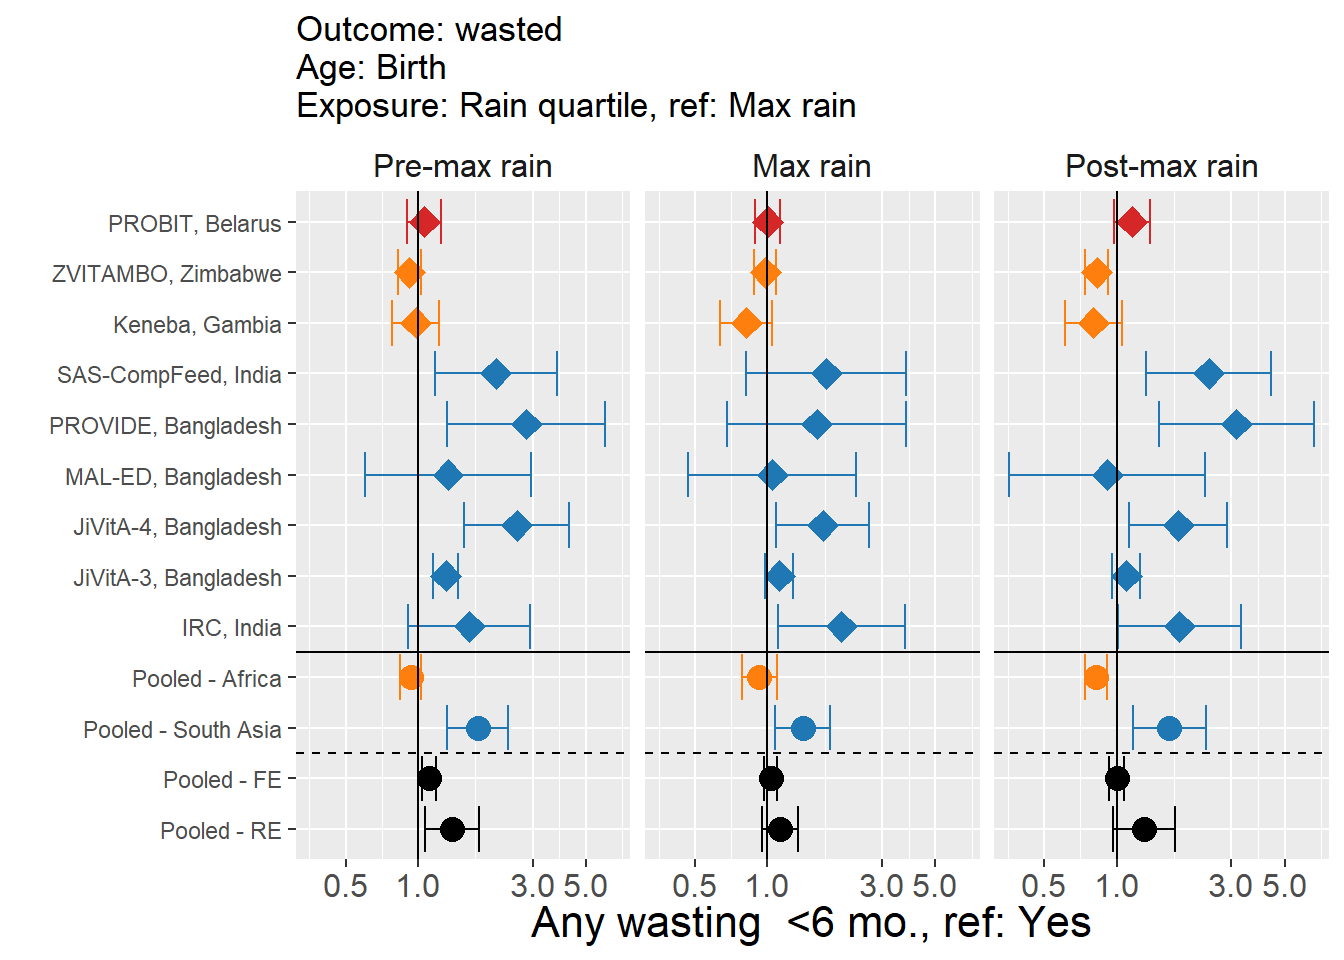 Outcome: wasted
Age: Birth
Exposure: Rain quartile, ref: Max rain
Pre-max rain
Max rain
Post-max rain
PROBIT, Belarus
ZVITAMBO, Zimbabwe
Keneba, Gambia
SAS-CompFeed, India
PROVIDE, Bangladesh
MAL-ED, Bangladesh
JiVitA-4, Bangladesh
JiVitA-3, Bangladesh
IRC, India
Pooled - Africa
Pooled - South Asia
Pooled - FE
Pooled - RE
0.5 1.0 3.0 5.0
0.5 1.0 3.0 5.0
0.5 1.0 3.0 5.0
Any wasting  <6 mo., ref: Yes